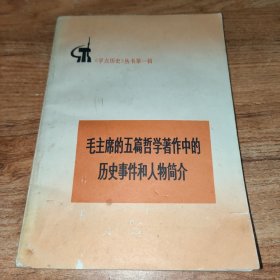 《学点历史》丛书第一辑
毛主席的五篇哲学著作中的
历史事件和人物简介